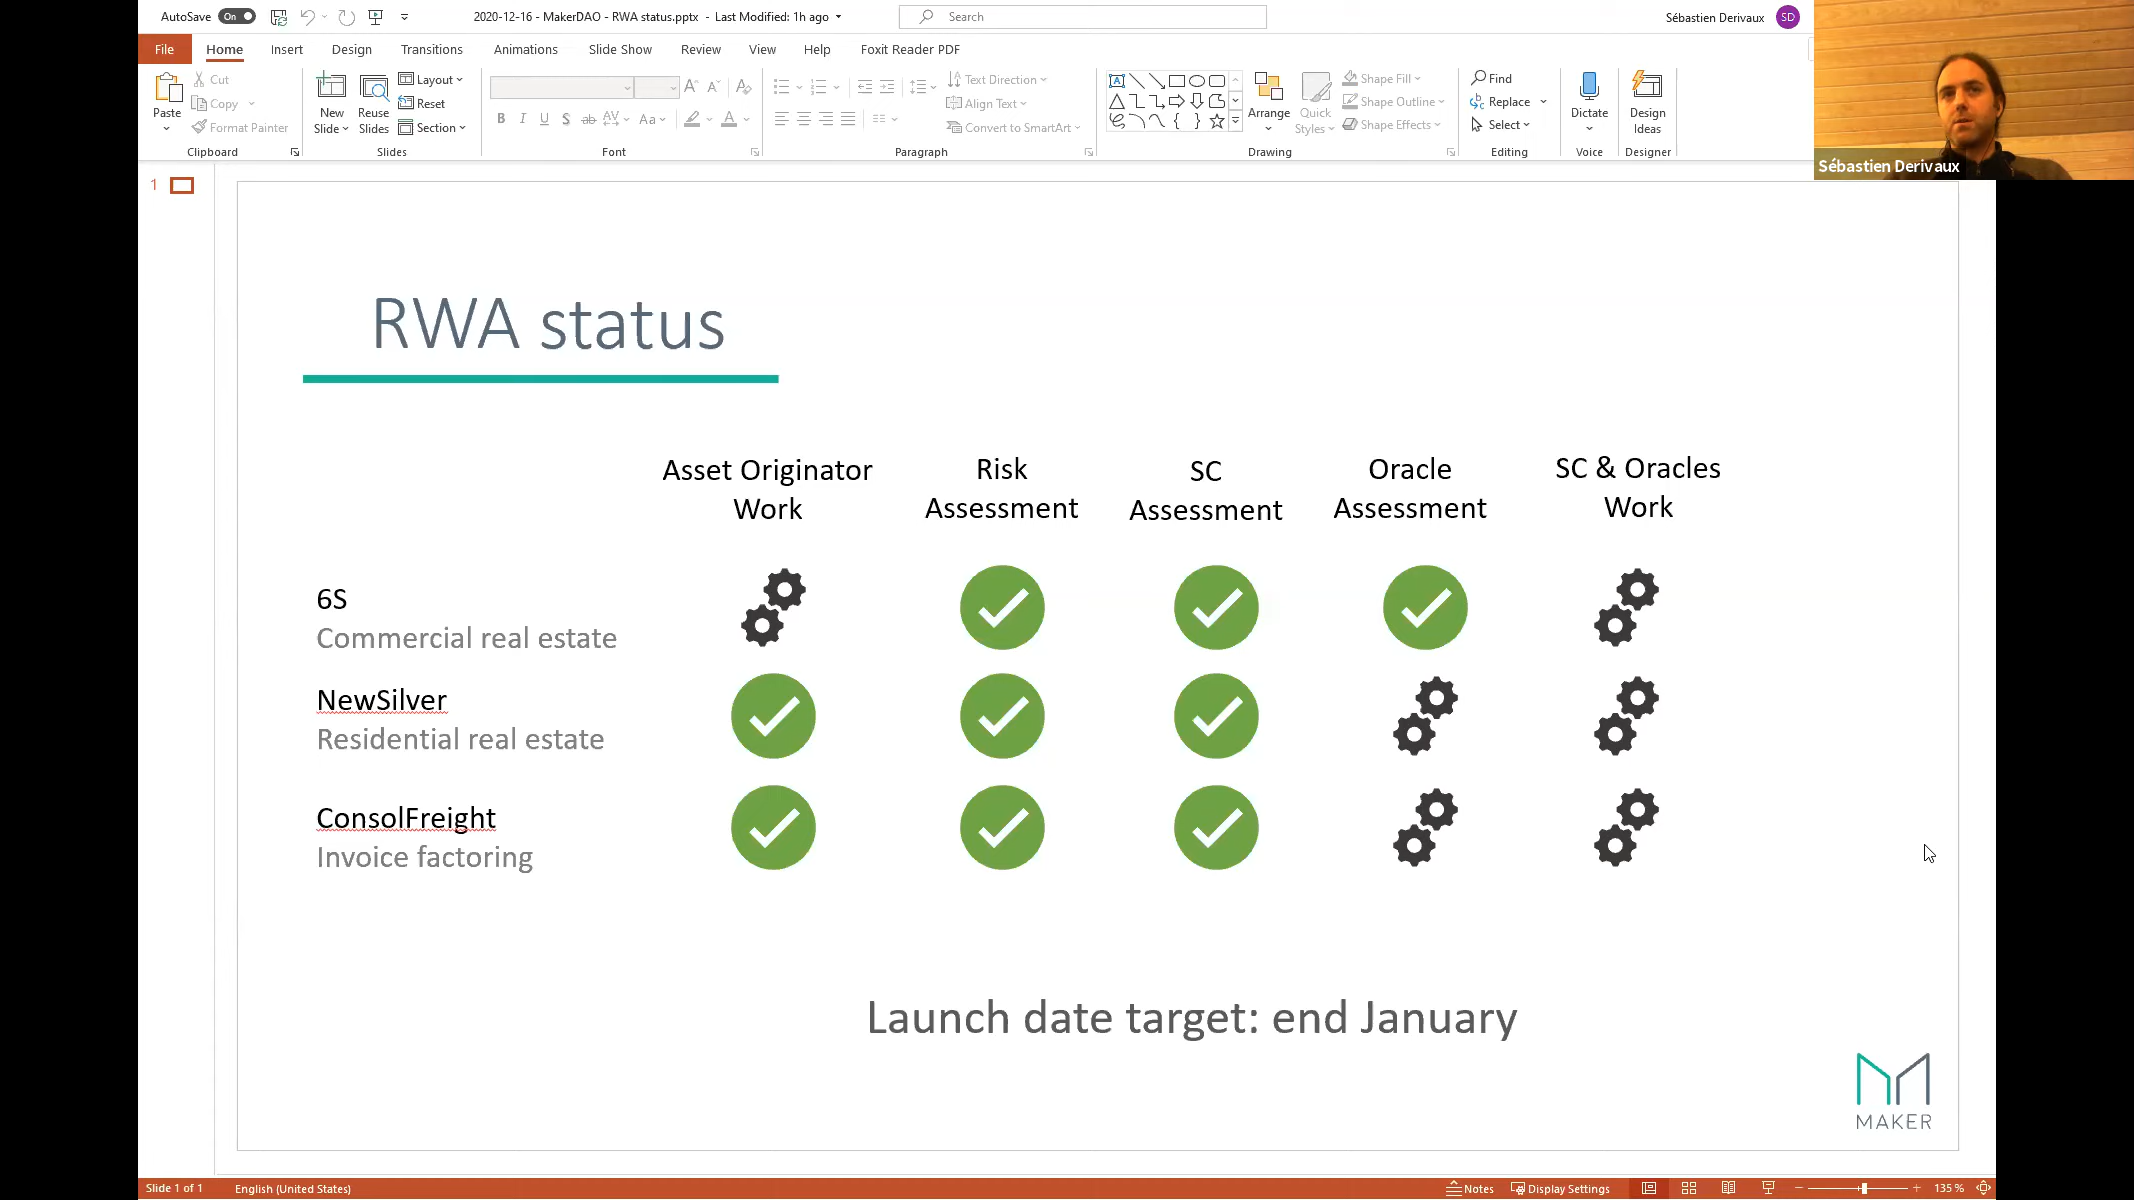 AutoSave On 2020-12-16 - MakerDAO - RWA status.pptx - Last Modified: 1h ago Search Sébastien Derivaux SD
File Home Insert Design Transitions Animations Slide Show Review View Help Foxit Reader PDF
Paste Cut Copy Format Painter
New Slide Reuse Slides Layout Reset Section
Text Direction Align Text Convert to SmartArt
Arrange Quick Styles Shape Fill Shape Outline Shape Effects
Find Replace Select
Dictate Design Ideas
Clipboard Slides Font Paragraph Drawing Editing Voice Designer
Sébastien Derivaux
1
RWA status
Asset Originator Risk SC Oracle SC & Oracles
Work Assessment Assessment Assessment Work
6S
Commercial real estate
NewSilver
Residential real estate
ConsolFreight
Invoice factoring
Launch date target: end January
MAKER
Slide 1 of 1 English (United States) Notes Display Settings 135 %